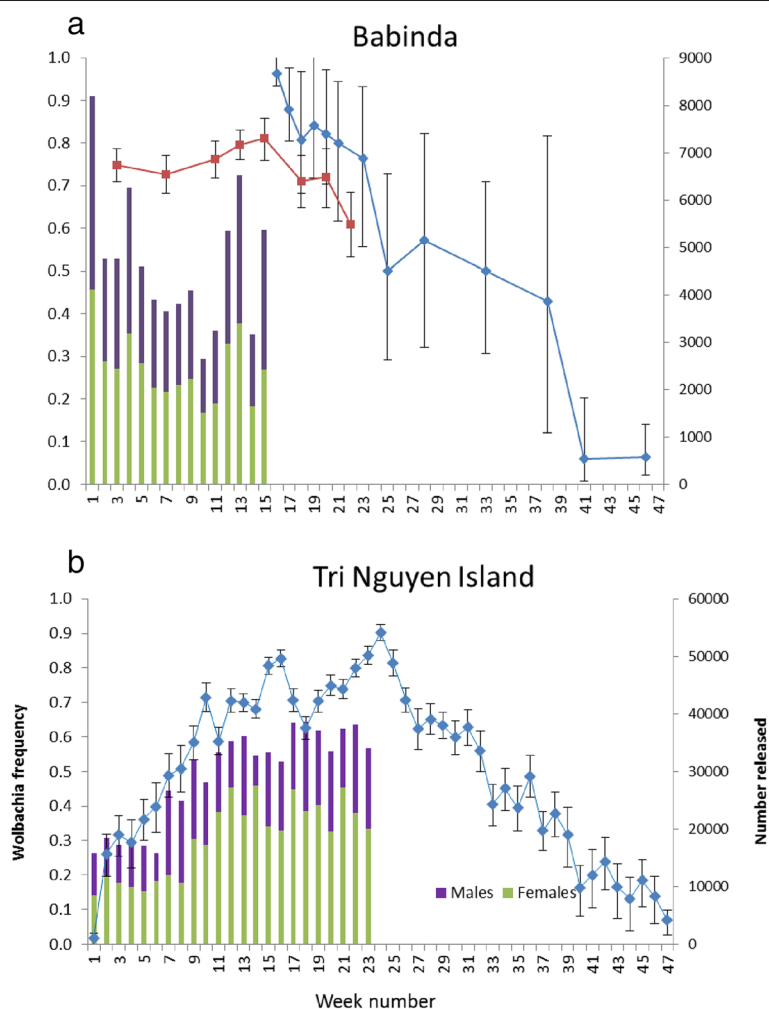 a
Babinda
1.0 0.9 0.8 0.7 0.6 0.5 0.4 0.3 0.2 0.1 0.0
9000 8000 7000 6000 5000 4000 3000 2000 1000 0
1 3 5 7 9 11 13 15 17 19 21 23 25 27 29 31 33 35 37 39 41 43 45 47
b
Tri Nguyen Island
Wolbachia frequency
1.0 0.9 0.8 0.7 0.6 0.5 0.4 0.3 0.2 0.1 0.0
60000 50000 40000 30000 20000 10000 0
Number released
Males Females
1 3 5 7 9 11 13 15 17 19 21 23 25 27 29 31 33 35 37 39 41 43 45 47
Week number